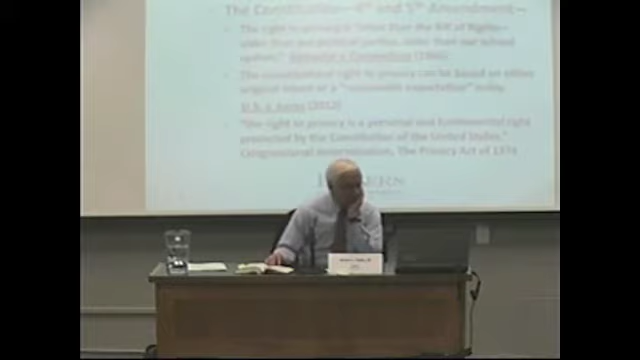 The Constitution—4th and 5th Amendment—
The right to privacy is "older than the Bill of Rights—
older than our political parties, older than our school
system." Griswold v. Connecticut (1965)
The constitutional right to privacy can be based on either
original intent or a "reasonable expectation"
U.S. v. Jones (2012)
"the right to privacy is a personal and fundamental right
protected by the Constitution of the United States."
Congressional determination, The Privacy Act of 1974